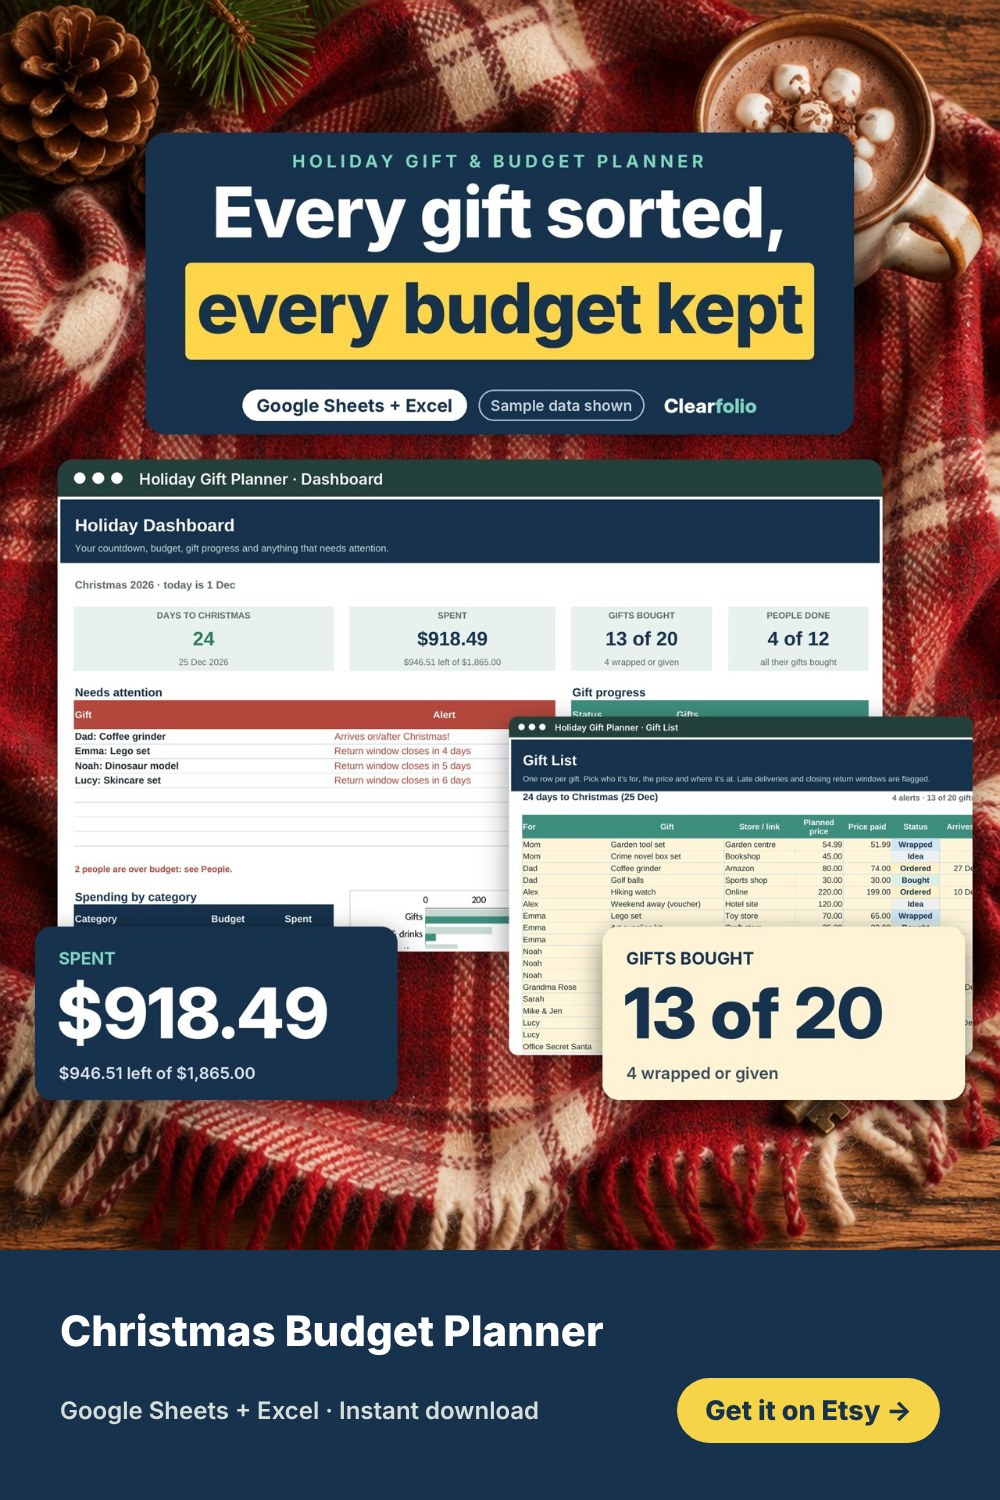 HOLIDAY GIFT & BUDGET PLANNER
Every gift sorted,
every budget kept
Google Sheets + Excel
Sample data shown
Clearfolio
Holiday Gift Planner · Dashboard
Holiday Dashboard
Your countdown, budget, gift progress and anything that needs attention.
Christmas 2026 · today is 1 Dec
DAYS TO CHRISTMAS
24
25 Dec 2026
SPENT
$918.49
$946.51 left of $1,865.00
GIFTS BOUGHT
13 of 20
4 wrapped or given
PEOPLE DONE
4 of 12
all their gifts bought
Needs attention
Gift Alert
Dad: Coffee grinder Arrives on/after Christmas!
Emma: Lego set Return window closes in 4 days
Noah: Dinosaur model Return window closes in 5 days
Lucy: Skincare set Return window closes in 6 days
2 people are over budget: see People.
Spending by category
Category Budget Spent
0 200
Gifts
drinks
Gift progress
Status Gifts
Holiday Gift Planner · Gift List
Gift List
One row per gift. Pick who it's for, the price and where it's at. Late deliveries and closing return windows are flagged.
24 days to Christmas (25 Dec) 4 alerts · 13 of 20 gifts
For Gift Store / link Planned price Price paid Status Arrives
Mom Garden tool set Garden centre 54.99 51.99 Wrapped
Mom Crime novel box set Bookshop 45.00 Idea
Dad Coffee grinder Amazon 80.00 74.00 Ordered 27 De
Dad Golf balls Sports shop 30.00 30.00 Bought
Alex Hiking watch Online 220.00 199.00 Ordered 10 De
Alex Weekend away (voucher) Hotel site 120.00 Idea
Emma Lego set Toy store 70.00 65.00 Wrapped
Emma
Emma
Noah
Noah
Noah
Grandma Rose
Sarah
Mike & Jen
Lucy
Lucy
Office Secret Santa
SPENT
$918.49
$946.51 left of $1,865.00
GIFTS BOUGHT
13 of 20
4 wrapped or given
Christmas Budget Planner
Google Sheets + Excel · Instant download
Get it on Etsy →